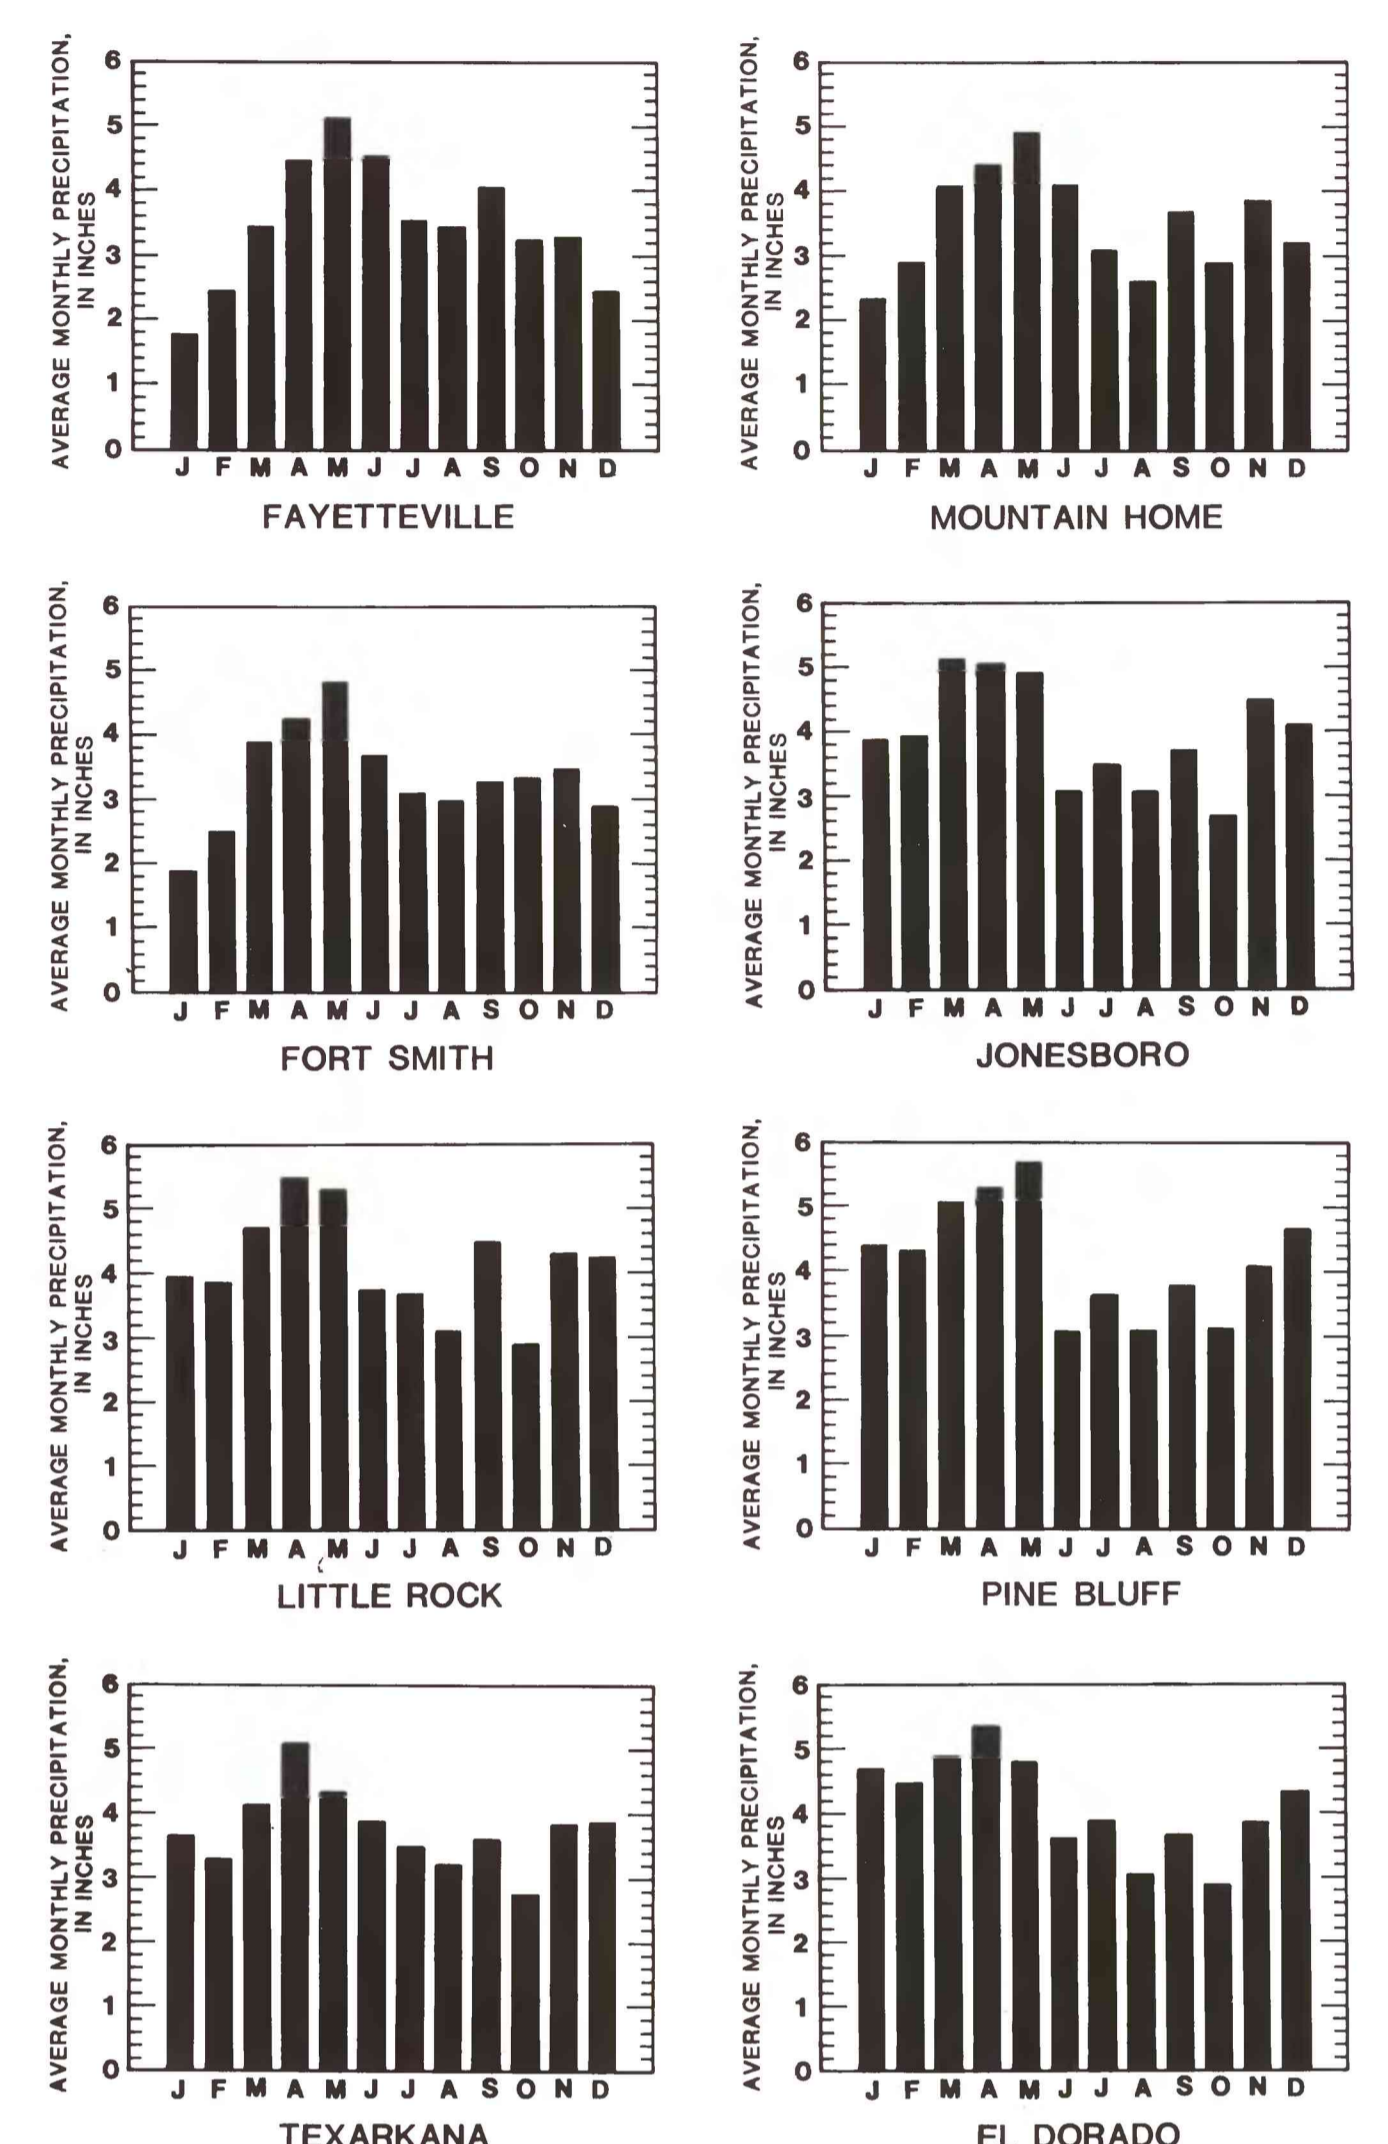 AVERAGE MONTHLY PRECIPITATION,
IN INCHES
6
5
4
3
2
1
0
J F M A M J J A S O N D
FAYETTEVILLE
AVERAGE MONTHLY PRECIPITATION,
IN INCHES
6
5
4
3
2
1
0
J F M A M J J A S O N D
MOUNTAIN HOME
AVERAGE MONTHLY PRECIPITATION,
IN INCHES
6
5
4
3
2
1
0
J F M A M J J A S O N D
FORT SMITH
AVERAGE MONTHLY PRECIPITATION,
IN INCHES
6
5
4
3
2
1
0
J F M A M J J A S O N D
JONESBORO
AVERAGE MONTHLY PRECIPITATION,
IN INCHES
6
5
4
3
2
1
0
J F M A M J J A S O N D
LITTLE ROCK
AVERAGE MONTHLY PRECIPITATION,
IN INCHES
6
5
4
3
2
1
0
J F M A M J J A S O N D
PINE BLUFF
AVERAGE MONTHLY PRECIPITATION,
IN INCHES
6
5
4
3
2
1
0
J F M A M J J A S O N D
TEXARKANA
AVERAGE MONTHLY PRECIPITATION,
IN INCHES
6
5
4
3
2
1
0
J F M A M J J A S O N D
EL DORADO